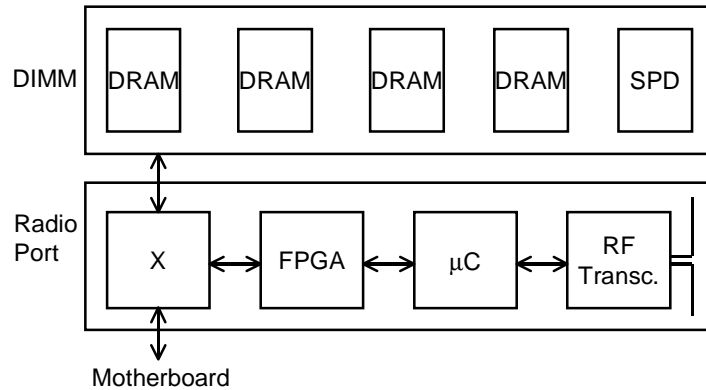 DIMM
DRAM DRAM DRAM DRAM SPD
Radio
Port
X FPGA μC RF
Transc.
Motherboard